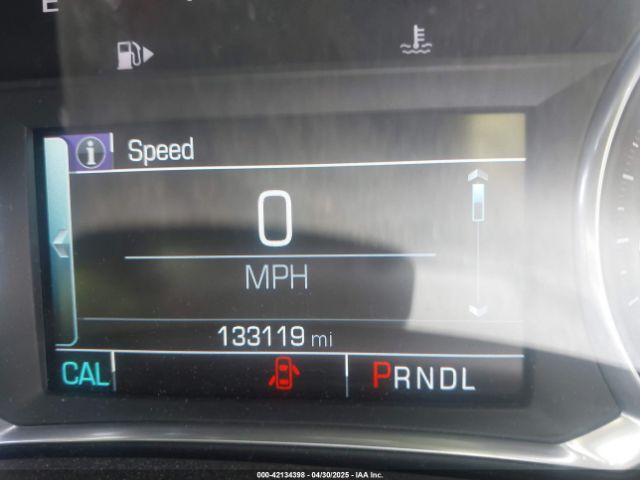 E
i Speed
0
MPH
133119 mi
CAL PRNDL
000-42134398 - 04/30/2025 - IAA Inc.